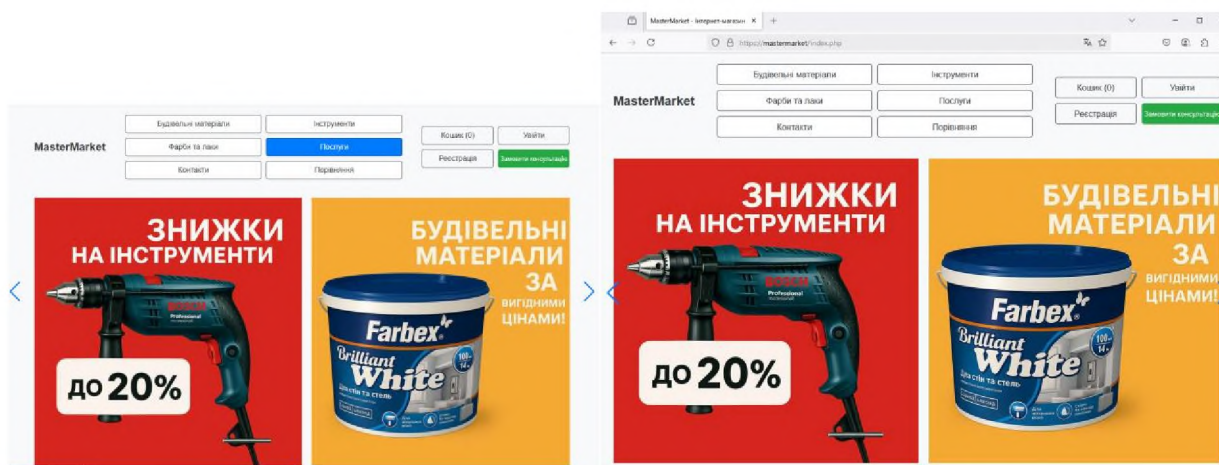 Будівельні матеріали
Інструменти
MasterMarket
Фарби та лаки
Послуги
Контакти
Порівняння
Кошик (0)
Увійти
Реєстрація
Замовити консультацію
ЗНИЖКИ
НА ІНСТРУМЕНТИ
BOSCH
Professional
ДО 20%
БУДІВЕЛЬНІ
МАТЕРІАЛИ
ЗА
ВИГІДНИМИ
ЦІНАМИ!
Farbex
Brilliant
White
Для стін та стель
MasterMarket - інтернет-магазин
https://mastermarket/index.php
Будівельні матеріали
Інструменти
MasterMarket
Фарби та лаки
Послуги
Контакти
Порівняння
Кошик (0)
Увійти
Реєстрація
Замовити консультацію
ЗНИЖКИ
НА ІНСТРУМЕНТИ
BOSCH
Professional
ДО 20%
БУДІВЕЛЬНІ
МАТЕРІАЛИ
ЗА
ВИГІДНИМИ
ЦІНАМИ!
Farbex
Brilliant
White
Для стін та стель